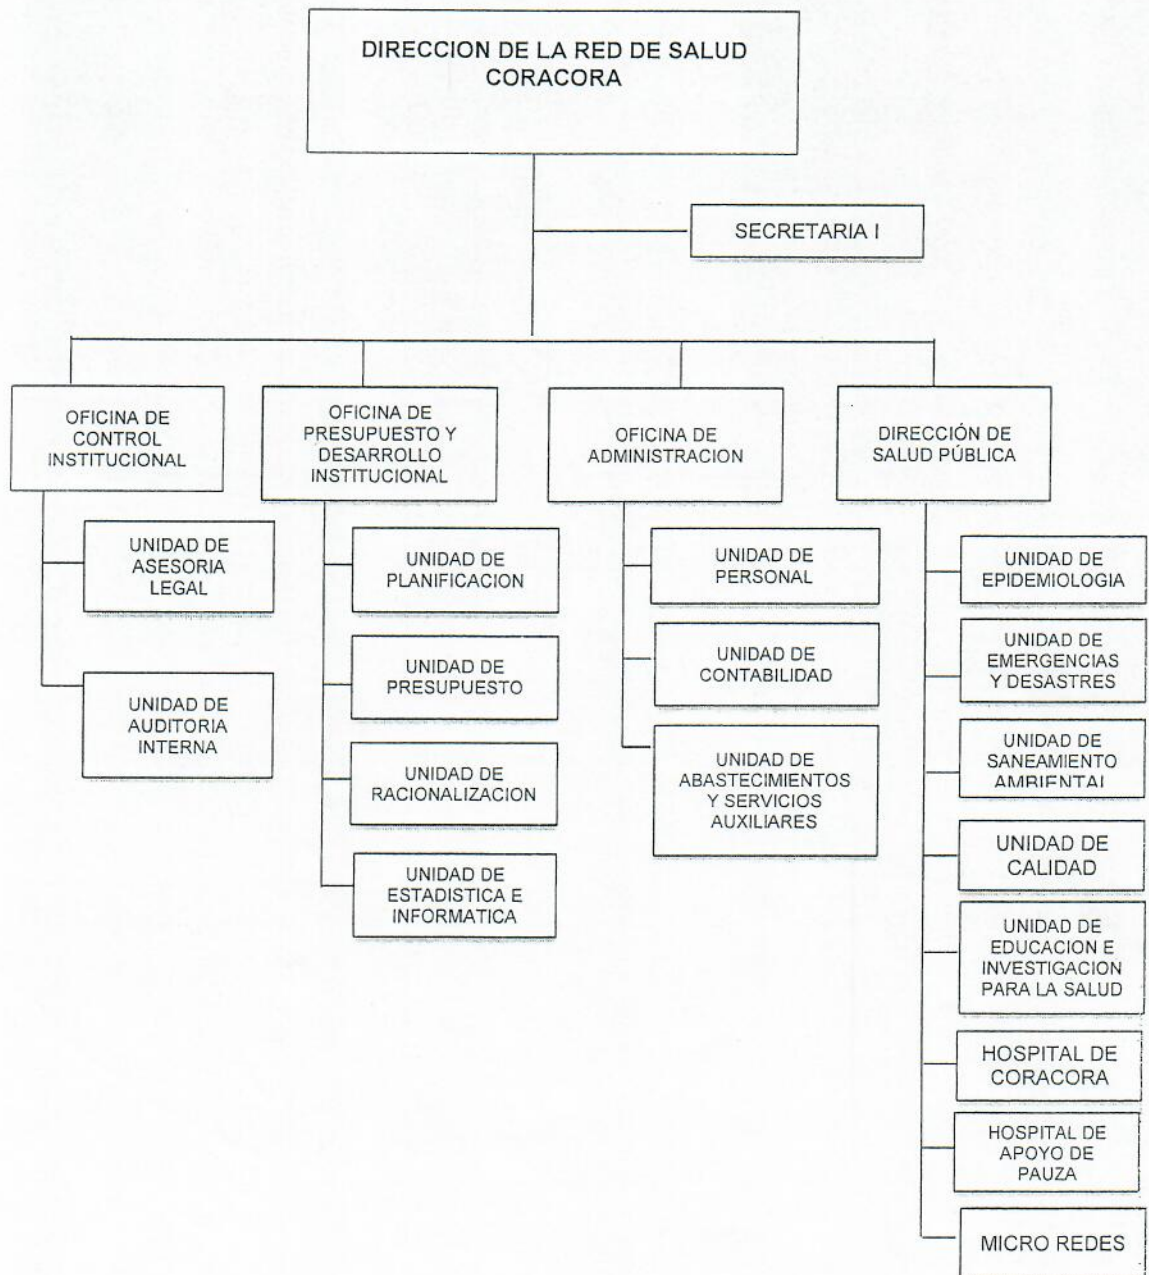 DIRECCION DE LA RED DE SALUD
CORACORA
SECRETARIA I
OFICINA DE
CONTROL
INSTITUCIONAL
OFICINA DE
PRESUPUESTO Y
DESARROLLO
INSTITUCIONAL
OFICINA DE
ADMINISTRACION
DIRECCIÓN DE
SALUD PÚBLICA
UNIDAD DE
ASESORIA
LEGAL
UNIDAD DE
AUDITORIA
INTERNA
UNIDAD DE
PLANIFICACION
UNIDAD DE
PRESUPUESTO
UNIDAD DE
RACIONALIZACION
UNIDAD DE
ESTADISTICA E
INFORMATICA
UNIDAD DE
PERSONAL
UNIDAD DE
CONTABILIDAD
UNIDAD DE
ABASTECIMIENTOS
Y SERVICIOS
AUXILIARES
UNIDAD DE
EPIDEMIOLOGIA
UNIDAD DE
EMERGENCIAS
Y DESASTRES
UNIDAD DE
SANEAMIENTO
AMBIENTAL
UNIDAD DE
CALIDAD
UNIDAD DE
EDUCACION E
INVESTIGACION
PARA LA SALUD
HOSPITAL DE
CORACORA
HOSPITAL DE
APOYO DE
PAUZA
MICRO REDES